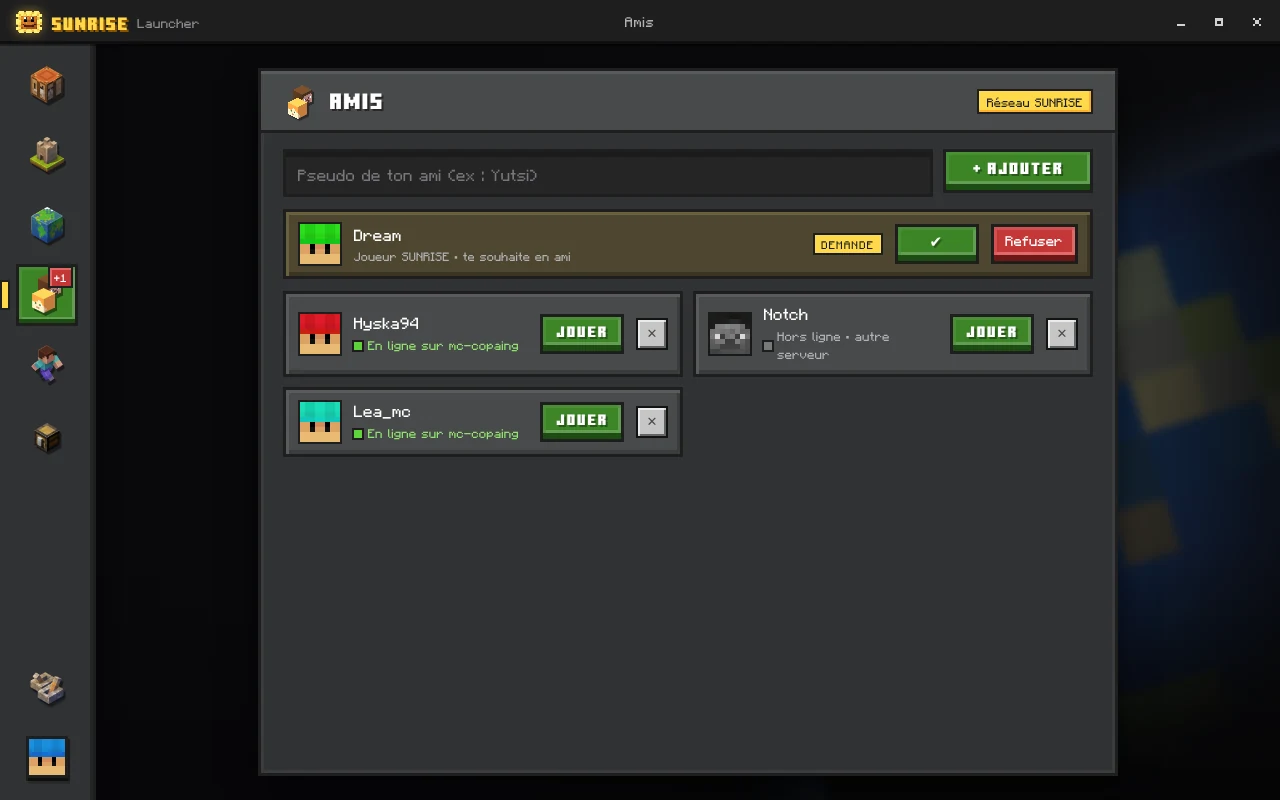 SUNRISE Launcher
Amis
+1
AMIS
Réseau SUNRISE
Pseudo de ton ami (ex : Yutsi)
+ AJOUTER
Dream
Joueur SUNRISE • te souhaite en ami
DEMANDE
✔
Refuser
Hyska94
En ligne sur mc-copaing
JOUER
×
Notch
Hors ligne • autre
serveur
JOUER
×
Lea_mc
En ligne sur mc-copaing
JOUER
×